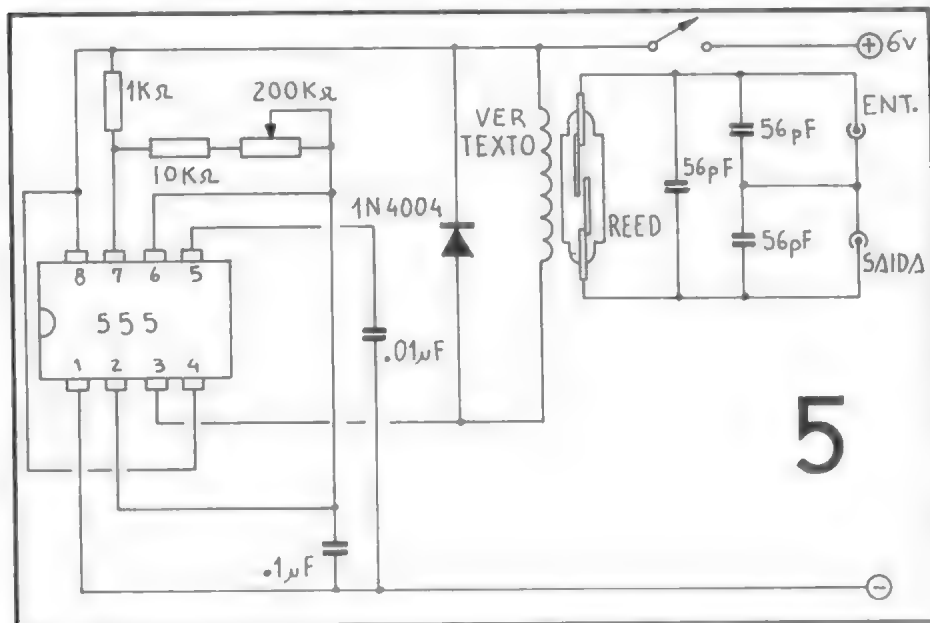 6v
1KΩ
200KΩ
10KΩ
VER
TEXTO
56pF
56pF
56pF
ENT.
SAIDA
REED
1N4004
8 7 6 5
555
1 2 3 4
.01µF
.1µF
5